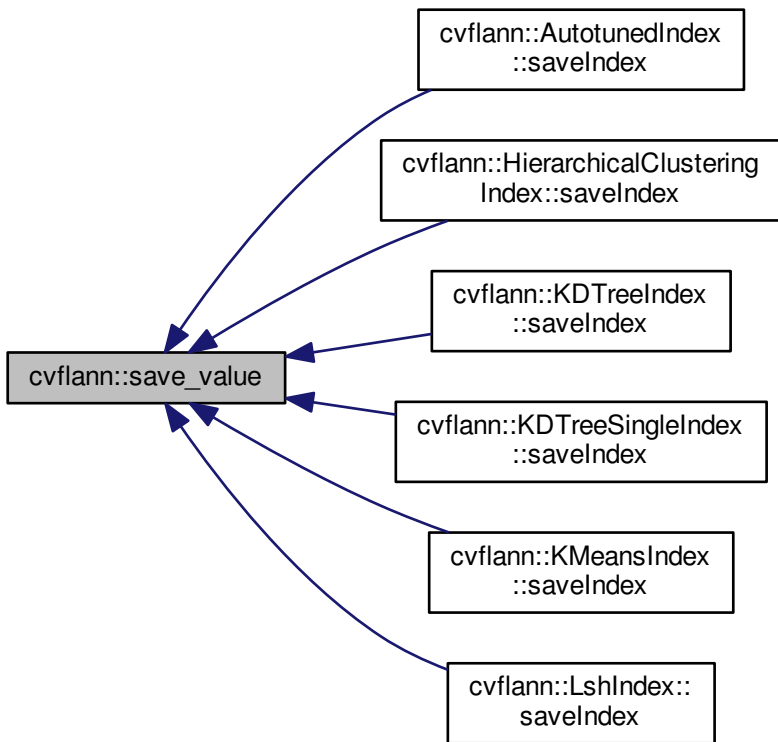 cvflann::AutotunedIndex
::saveIndex
cvflann::HierarchicalClustering
Index::saveIndex
cvflann::KDTreeIndex
::saveIndex
cvflann::save_value
cvflann::KDTreeSingleIndex
::saveIndex
cvflann::KMeansIndex
::saveIndex
cvflann::LshIndex::
saveIndex